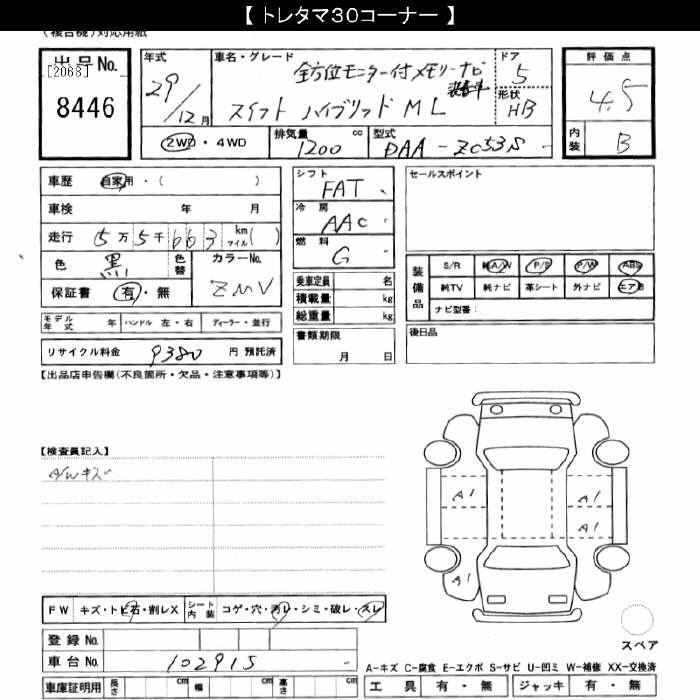 【 トレタマ30コーナー 】
(複合機)対応用紙
出品No.
[2068]
8446
年式
29/12月
車名・グレード
全方位モニター付メモリーナビ
装着車
スイフト ハイブリッド ML
ドア
5
形状
HB
評価点
4.5
内装
B
2WD・4WD
排気量
1200 cc
型式
DAA-ZC53S
車歴 自家用・( )
車検 年 月
走行 5万5千663 km マイル( )
色 黒 色替
カラーNo.
ZMV
保証書 有・無
シフト
FAT
冷房
AAC
燃料
G
乗車定員 名
積載量 kg
総重量 kg
書類期限
月 日
セールスポイント
装備品
S/R 純A/W P/S P/W ABS
純TV 純ナビ 革シート 外ナビ エアB
ナビ型番:
後日品
モデル年式 年 ハンドル 左・右 ディーラー・並行
リサイクル料金 9380 円 預託済
【出品店申告欄(不良箇所・欠品・注意事項等)】
【検査員記入】
A/Wキズ
A1
A1
A1
A1
FW キズ・トビ石・割レX
シート内装 コゲ・穴・汚レ・シミ・破レ・スレ
登録No.
車台No. 102915
車庫証明用 長さ cm 幅 cm 高さ cm
スペア
A-キズ C-腐食 E-エクボ S-サビ U-凹ミ W-補修 XX-交換済
工具 有・無 ジャッキ 有・無